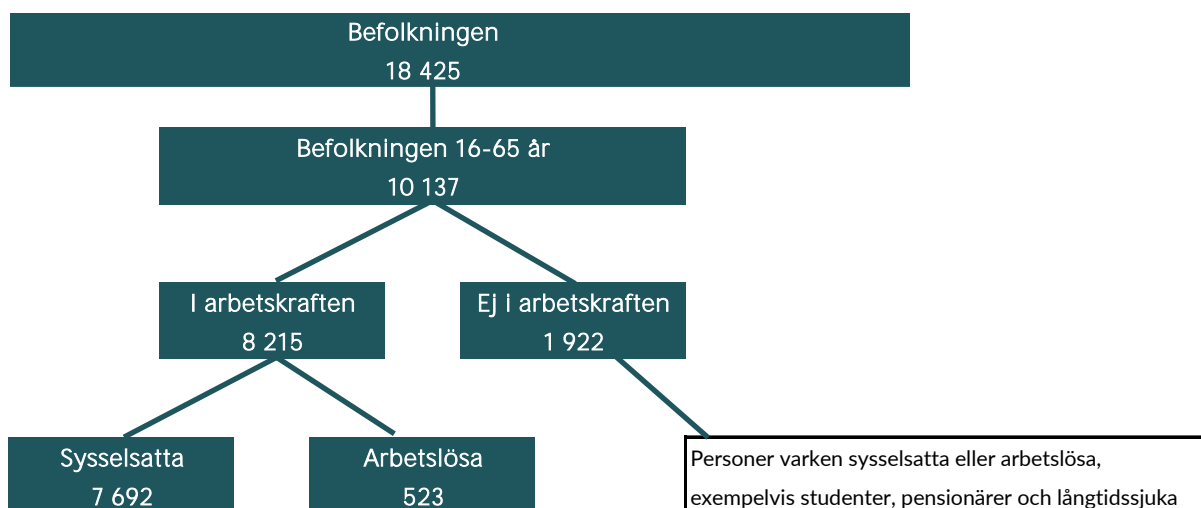 Befolkningen
18 425
Befolkningen 16-65 år
10 137
I arbetskraften
8 215
Ej i arbetskraften
1 922
Sysselsatta
7 692
Arbetslösa
523
Personer varken sysselsatta eller arbetslösa,
exempelvis studenter, pensionärer och långtidssjuka